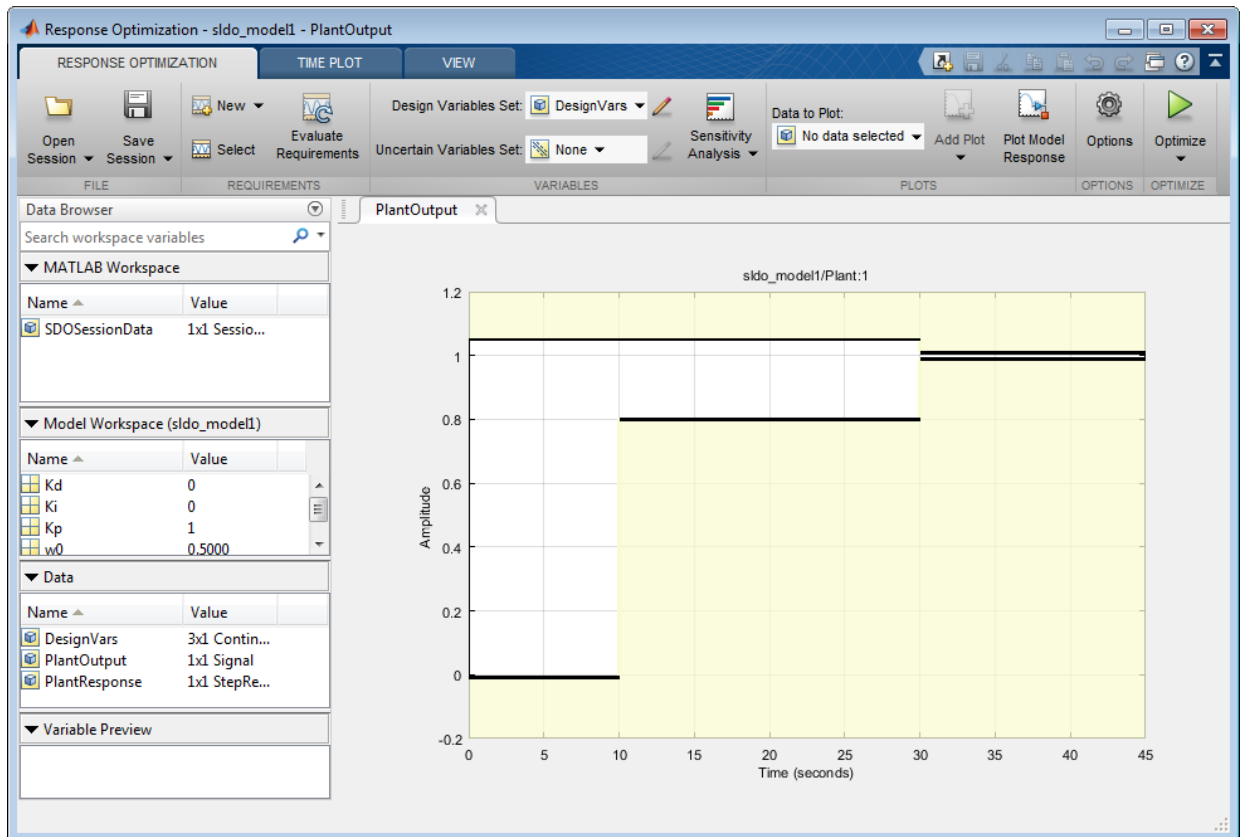 Response Optimization - sldo_model1 - PlantOutput
RESPONSE OPTIMIZATION
TIME PLOT
VIEW
Open Session
Save Session
New
Select
Evaluate Requirements
Design Variables Set:
DesignVars
Uncertain Variables Set:
None
Sensitivity Analysis
Data to Plot:
No data selected
Add Plot
Plot Model Response
Options
Optimize
FILE
REQUIREMENTS
VARIABLES
PLOTS
OPTIONS
OPTIMIZE
Data Browser
Search workspace variables
MATLAB Workspace
Name Value
SDOSessionData 1x1 Sessio...
Model Workspace (sldo_model1)
Name Value
Kd 0
Ki 0
Kp 1
w0 0.5000
Data
Name Value
DesignVars 3x1 Contin...
PlantOutput 1x1 Signal
PlantResponse 1x1 StepRe...
Variable Preview
PlantOutput
sldo_model1/Plant:1
1.2
1
0.8
0.6
0.4
0.2
0
-0.2
Amplitude
0 5 10 15 20 25 30 35 40 45
Time (seconds)